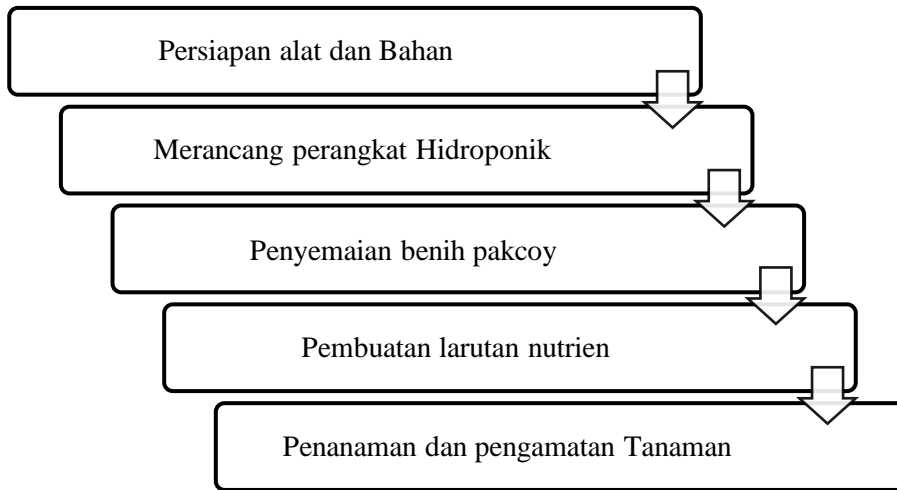 Persiapan alat dan Bahan
Merancang perangkat Hidroponik
Penyemaian benih pakcoy
Pembuatan larutan nutrien
Penanaman dan pengamatan Tanaman